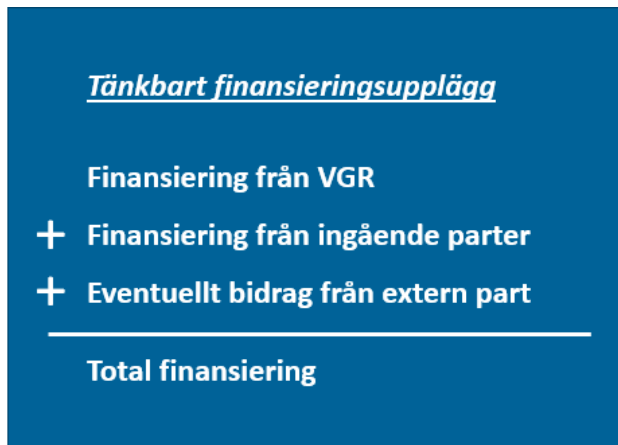 Tänkbart finansieringsupplägg
Finansiering från VGR
+ Finansiering från ingående parter
+ Eventuellt bidrag från extern part
Total finansiering